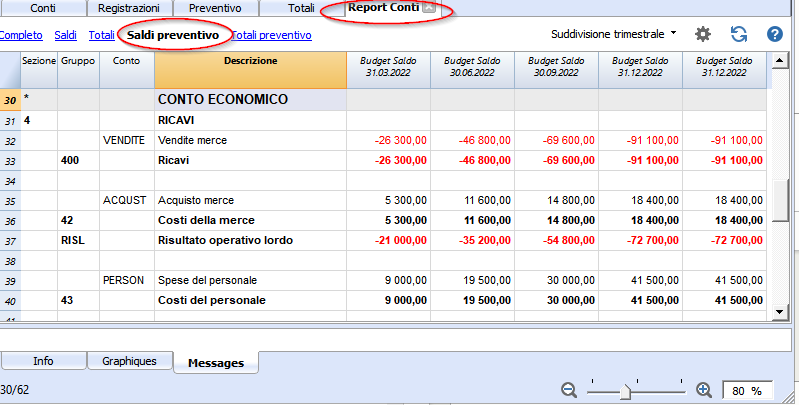 Conti Registrazioni Preventivo Totali Report Conti
Completo Saldi Totali Saldi preventivo Totali preventivo Suddivisione trimestrale
Sezione Gruppo Conto Descrizione Budget Saldo 31.03.2022 Budget Saldo 30.06.2022 Budget Saldo 30.09.2022 Budget Saldo 31.12.2022 Budget Saldo 31.12.2022
30 * CONTO ECONOMICO
31 4 RICAVI
32 VENDITE Vendite merce -26 300,00 -46 800,00 -69 600,00 -91 100,00 -91 100,00
33 400 Ricavi -26 300,00 -46 800,00 -69 600,00 -91 100,00 -91 100,00
34
35 ACQUST Acquisto merce 5 300,00 11 600,00 14 800,00 18 400,00 18 400,00
36 42 Costi della merce 5 300,00 11 600,00 14 800,00 18 400,00 18 400,00
37 RISL Risultato operativo lordo -21 000,00 -35 200,00 -54 800,00 -72 700,00 -72 700,00
38
39 PERSON Spese del personale 9 000,00 19 500,00 30 000,00 41 500,00 41 500,00
40 43 Costi del personale 9 000,00 19 500,00 30 000,00 41 500,00 41 500,00
Info Graphiques Messages
30/62 80 %